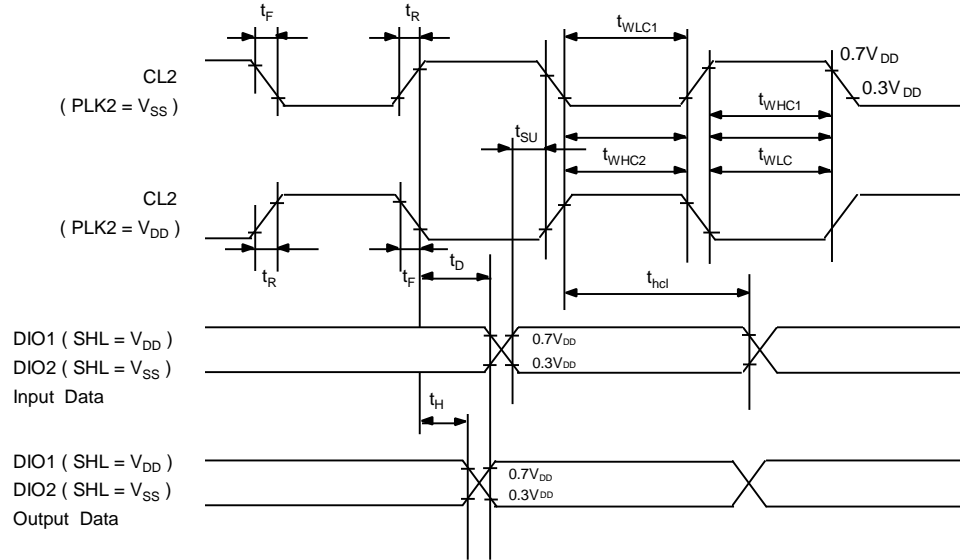 tF
tR
tWLC1
CL2
( PLK2 = VSS )
0.7VDD
0.3VDD
tSU
tWHC1
tWHC2
tWLC
CL2
( PLK2 = VDD )
tR
tF
tD
thcl
DIO1 ( SHL = VDD )
DIO2 ( SHL = VSS )
Input Data
0.7VDD
0.3VDD
tH
DIO1 ( SHL = VDD )
DIO2 ( SHL = VSS )
Output Data
0.7VDD
0.3VDD